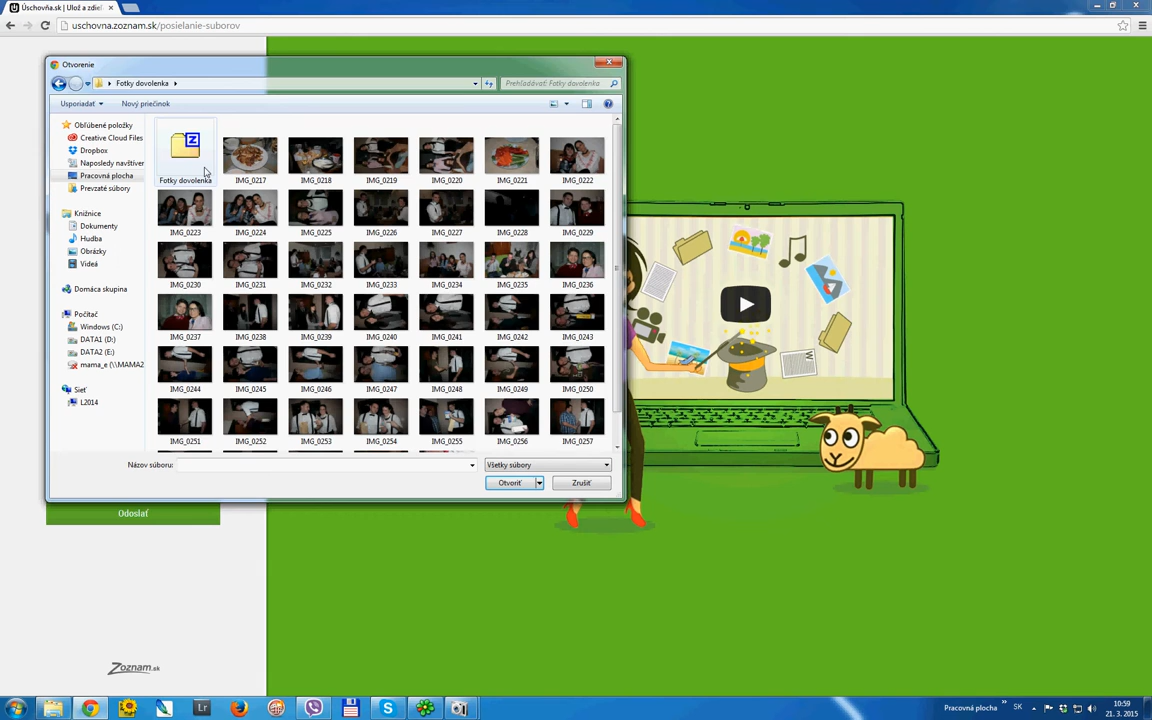 Úschovňa.sk | Ulož a zdieľ
uschovna.zoznam.sk/posielanie-suborov
Otvorenie
Fotky dovolenka
Prehľadávať: Fotky dovolenka
Usporiadať
Nový priečinok
Obľúbené položky
Creative Cloud Files
Dropbox
Naposledy navštíver
Pracovná plocha
Prevzaté súbory
Knižnice
Dokumenty
Hudba
Obrázky
Videá
Domáca skupina
Počítač
Windows (C:)
DATA1 (D:)
DATA2 (E:)
mama_e (\\MAMA2
Sieť
L2014
Fotky dovolenka IMG_0217 IMG_0218 IMG_0219 IMG_0220 IMG_0221 IMG_0222
IMG_0223 IMG_0224 IMG_0225 IMG_0226 IMG_0227 IMG_0228 IMG_0229
IMG_0230 IMG_0231 IMG_0232 IMG_0233 IMG_0234 IMG_0235 IMG_0236
IMG_0237 IMG_0238 IMG_0239 IMG_0240 IMG_0241 IMG_0242 IMG_0243
IMG_0244 IMG_0245 IMG_0246 IMG_0247 IMG_0248 IMG_0249 IMG_0250
IMG_0251 IMG_0252 IMG_0253 IMG_0254 IMG_0255 IMG_0256 IMG_0257
Názov súboru:
Všetky súbory
Otvoriť
Zrušiť
Odoslať
Zoznam.sk
Lr
Pracovná plocha
SK
10:59
21. 3. 2015